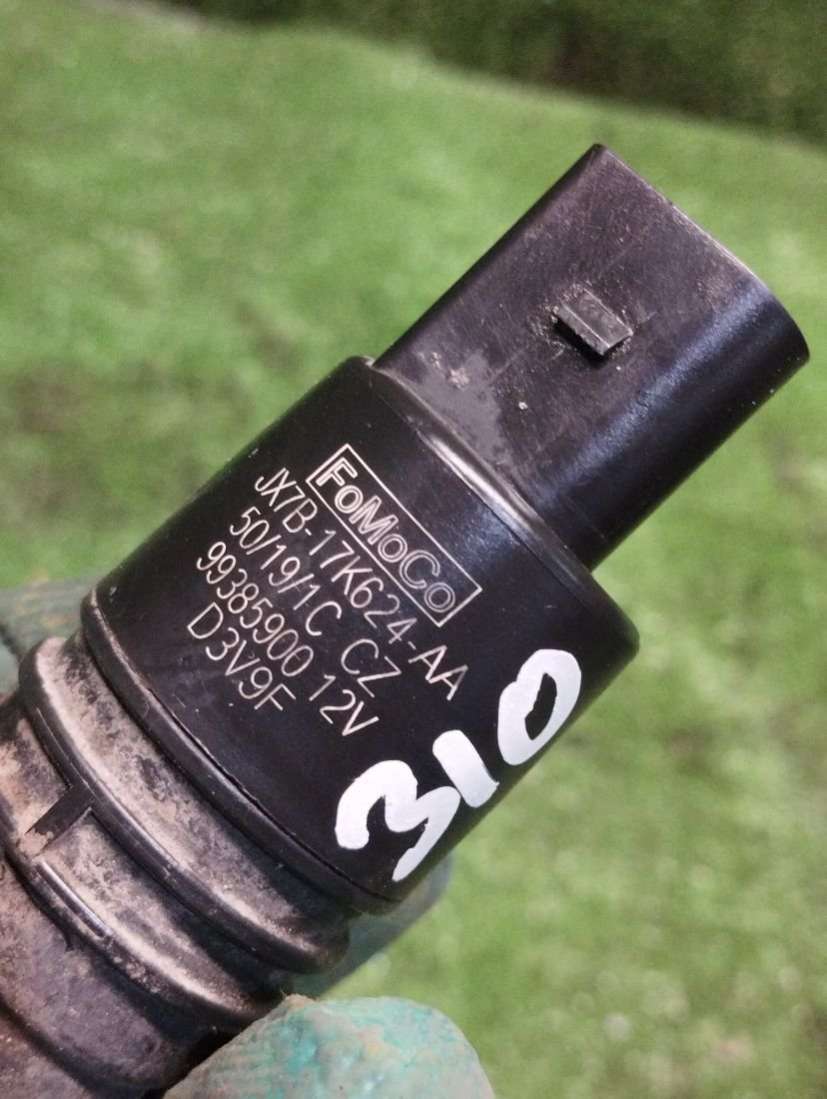 FoMoCo
JX7B-17K624-AA
50/19/1C CZ
99385900 12V
D3V9F
310